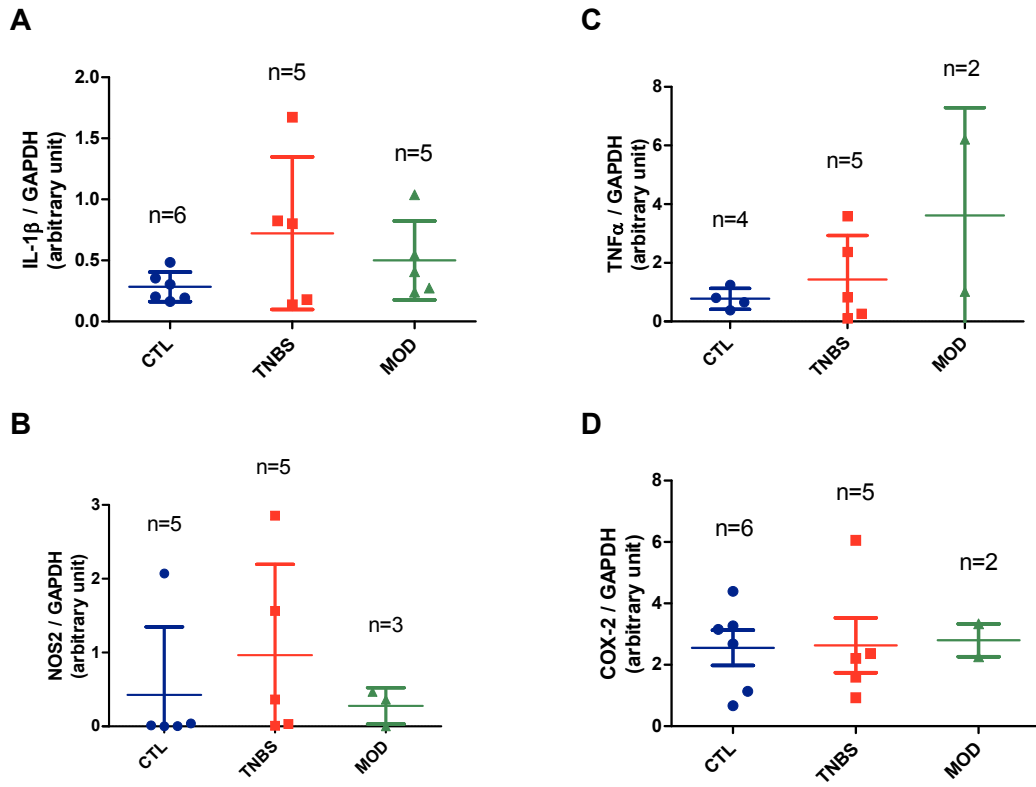 A
n=5
n=5
n=6
2.0
1.5
1.0
0.5
0.0
IL-1β / GAPDH
(arbitrary unit)
CTL
TNBS
MOD
C
n=2
n=5
n=4
8
6
4
2
0
TNFα / GAPDH
(arbitrary unit)
CTL
TNBS
MOD
B
n=5
n=5
n=3
3
2
1
0
NOS2 / GAPDH
(arbitrary unit)
CTL
TNBS
MOD
D
n=5
n=6
n=2
8
6
4
2
0
COX-2 / GAPDH
(arbitrary unit)
CTL
TNBS
MOD